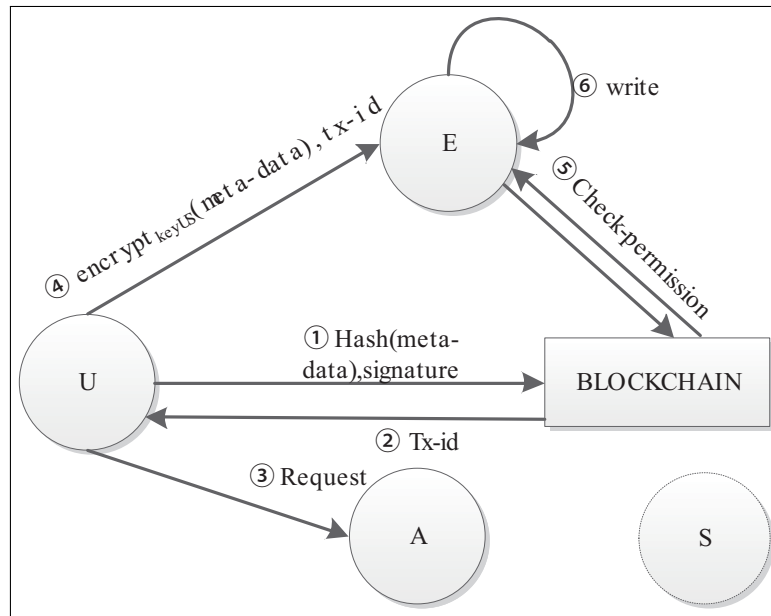 ⑥ write
E
④ encrypt keyUS(meta-data), tx-id
⑤ Check-permission
① Hash(meta-
data),signature
U
BLOCKCHAIN
② Tx-id
③ Request
A
S